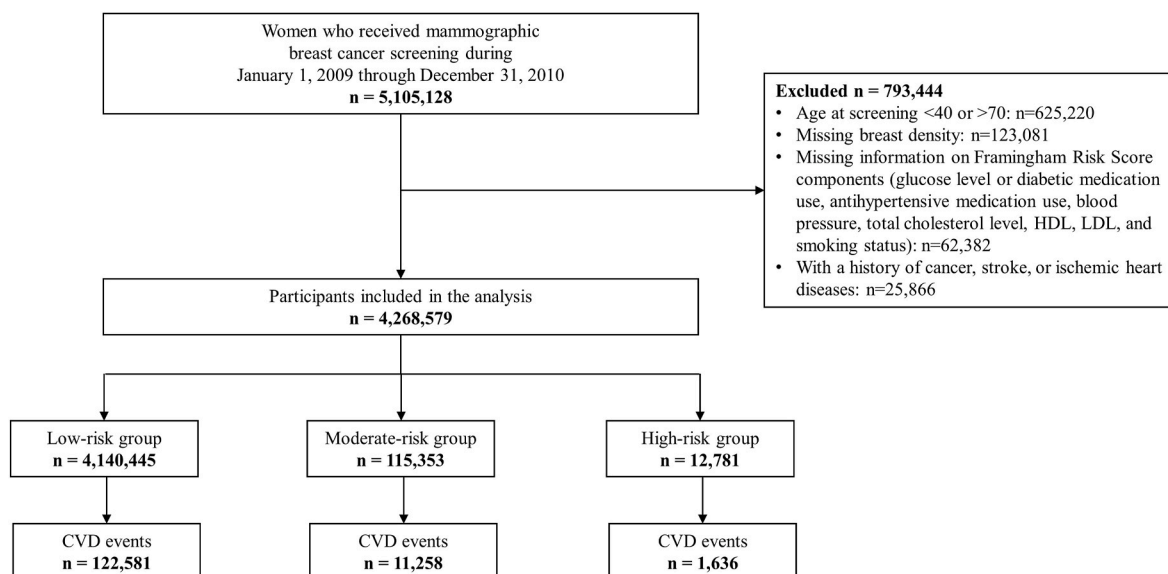 Women who received mammographic
breast cancer screening during
January 1, 2009 through December 31, 2010
n = 5,105,128
Excluded n = 793,444
• Age at screening <40 or >70: n=625,220
• Missing breast density: n=123,081
• Missing information on Framingham Risk Score
components (glucose level or diabetic medication
use, antihypertensive medication use, blood
pressure, total cholesterol level, HDL, LDL, and
smoking status): n=62,382
• With a history of cancer, stroke, or ischemic heart
diseases: n=25,866
Participants included in the analysis
n = 4,268,579
Low-risk group
n = 4,140,445
Moderate-risk group
n = 115,353
High-risk group
n = 12,781
CVD events
n = 122,581
CVD events
n = 11,258
CVD events
n = 1,636